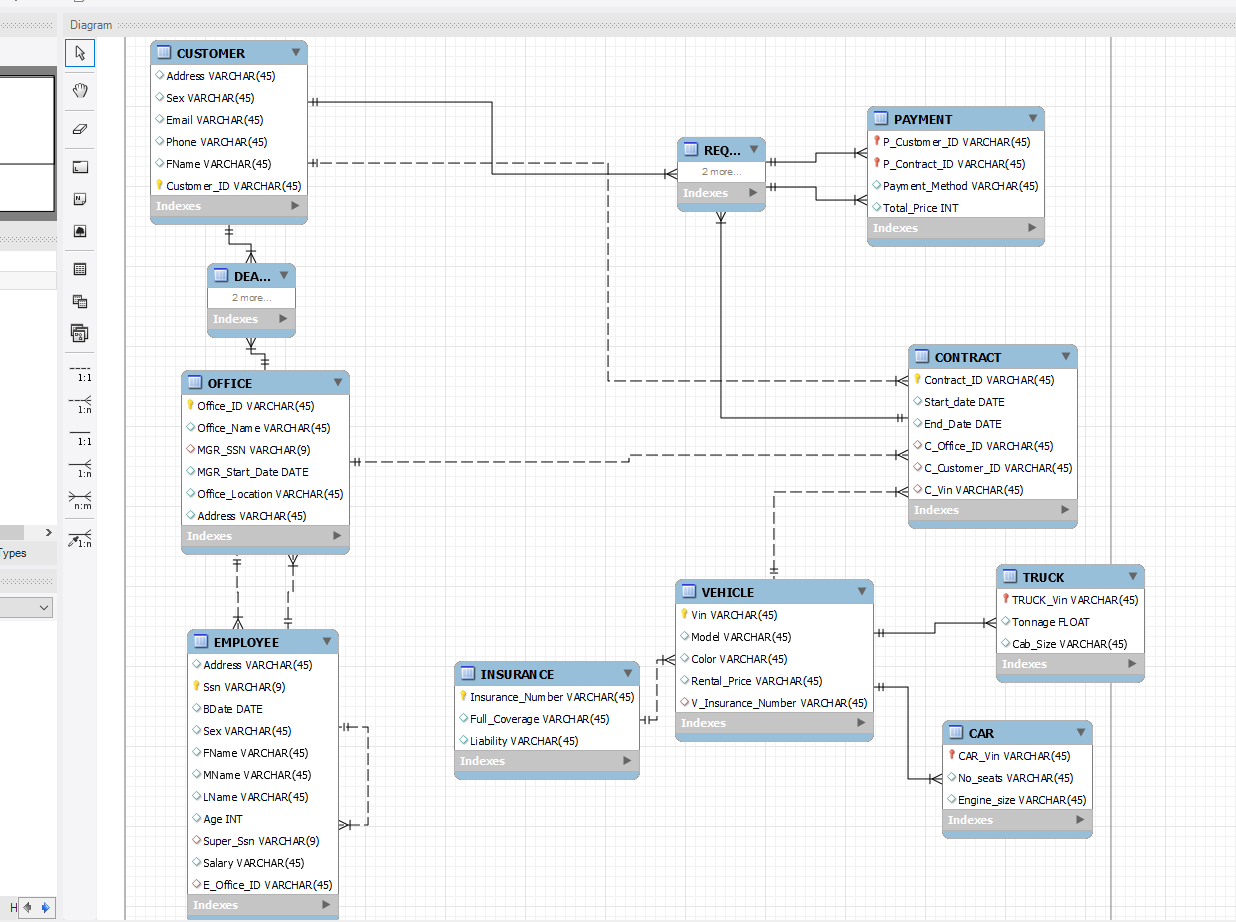 Diagram
CUSTOMER
Address VARCHAR(45)
Sex VARCHAR(45)
Email VARCHAR(45)
Phone VARCHAR(45)
FName VARCHAR(45)
Customer_ID VARCHAR(45)
Indexes
REQ...
2 more...
Indexes
PAYMENT
P_Customer_ID VARCHAR(45)
P_Contract_ID VARCHAR(45)
Payment_Method VARCHAR(45)
Total_Price INT
Indexes
DEA...
2 more...
Indexes
OFFICE
Office_ID VARCHAR(45)
Office_Name VARCHAR(45)
MGR_SSN VARCHAR(9)
MGR_Start_Date DATE
Office_Location VARCHAR(45)
Address VARCHAR(45)
Indexes
CONTRACT
Contract_ID VARCHAR(45)
Start_date DATE
End_Date DATE
C_Office_ID VARCHAR(45)
C_Customer_ID VARCHAR(45)
C_Vin VARCHAR(45)
Indexes
1:1
1:n
1:1
1:n
n:m
1:n
Types
EMPLOYEE
Address VARCHAR(45)
Ssn VARCHAR(9)
BDate DATE
Sex VARCHAR(45)
FName VARCHAR(45)
MName VARCHAR(45)
LName VARCHAR(45)
Age INT
Super_Ssn VARCHAR(9)
Salary VARCHAR(45)
E_Office_ID VARCHAR(45)
Indexes
INSURANCE
Insurance_Number VARCHAR(45)
Full_Coverage VARCHAR(45)
Liability VARCHAR(45)
Indexes
VEHICLE
Vin VARCHAR(45)
Model VARCHAR(45)
Color VARCHAR(45)
Rental_Price VARCHAR(45)
V_Insurance_Number VARCHAR(45)
Indexes
TRUCK
TRUCK_Vin VARCHAR(45)
Tonnage FLOAT
Cab_Size VARCHAR(45)
Indexes
CAR
CAR_Vin VARCHAR(45)
No_seats VARCHAR(45)
Engine_size VARCHAR(45)
Indexes
H